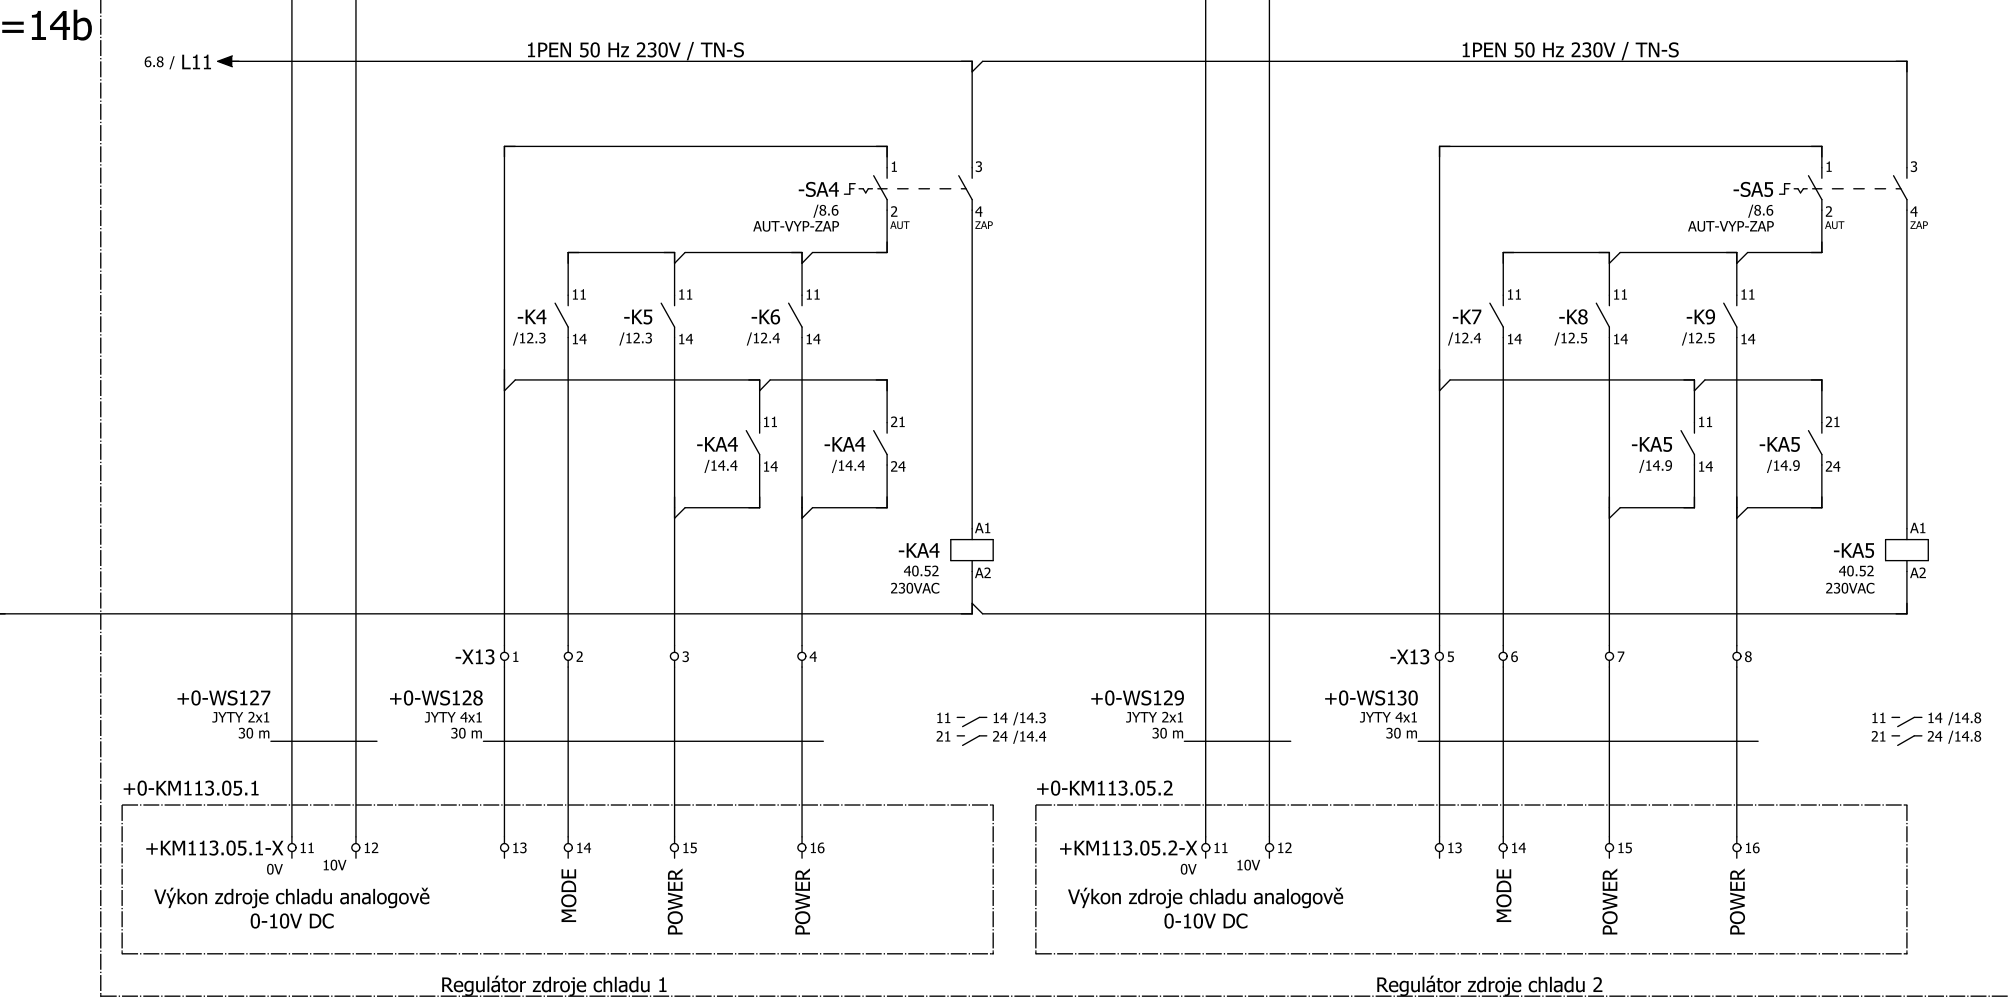 =14b
1PEN 50 Hz 230V / TN-S
1PEN 50 Hz 230V / TN-S
6.8 / L11
1
3
1
3
-SA4
-SA5
/8.6
2
4
/8.6
2
4
AUT-VYP-ZAP
AUT
ZAP
AUT-VYP-ZAP
AUT
ZAP
11
11
11
11
11
11
-K4
-K5
-K6
-K7
-K8
-K9
/12.3
14
/12.3
14
/12.4
14
/12.4
14
/12.5
14
/12.5
14
11
21
11
21
-KA4
-KA4
-KA5
-KA5
/14.4
14
/14.4
24
/14.9
14
/14.9
24
A1
A1
-KA4
-KA5
40.52
A2
40.52
A2
230VAC
230VAC
-X13
1
2
3
4
-X13
5
6
7
8
+0-WS127
+0-WS128
+0-WS129
+0-WS130
JYTY 2x1
JYTY 4x1
11
14 /14.3
JYTY 2x1
JYTY 4x1
11
14 /14.8
30 m
30 m
21
24 /14.4
30 m
30 m
21
24 /14.8
+0-KM113.05.1
+0-KM113.05.2
+KM113.05.1-X
11
12
13
14
15
16
+KM113.05.2-X
11
12
13
14
15
16
0V
10V
0V
10V
MODE
POWER
POWER
MODE
POWER
POWER
Výkon zdroje chladu analogově
0-10V DC
Výkon zdroje chladu analogově
0-10V DC
Regulátor zdroje chladu 1
Regulátor zdroje chladu 2